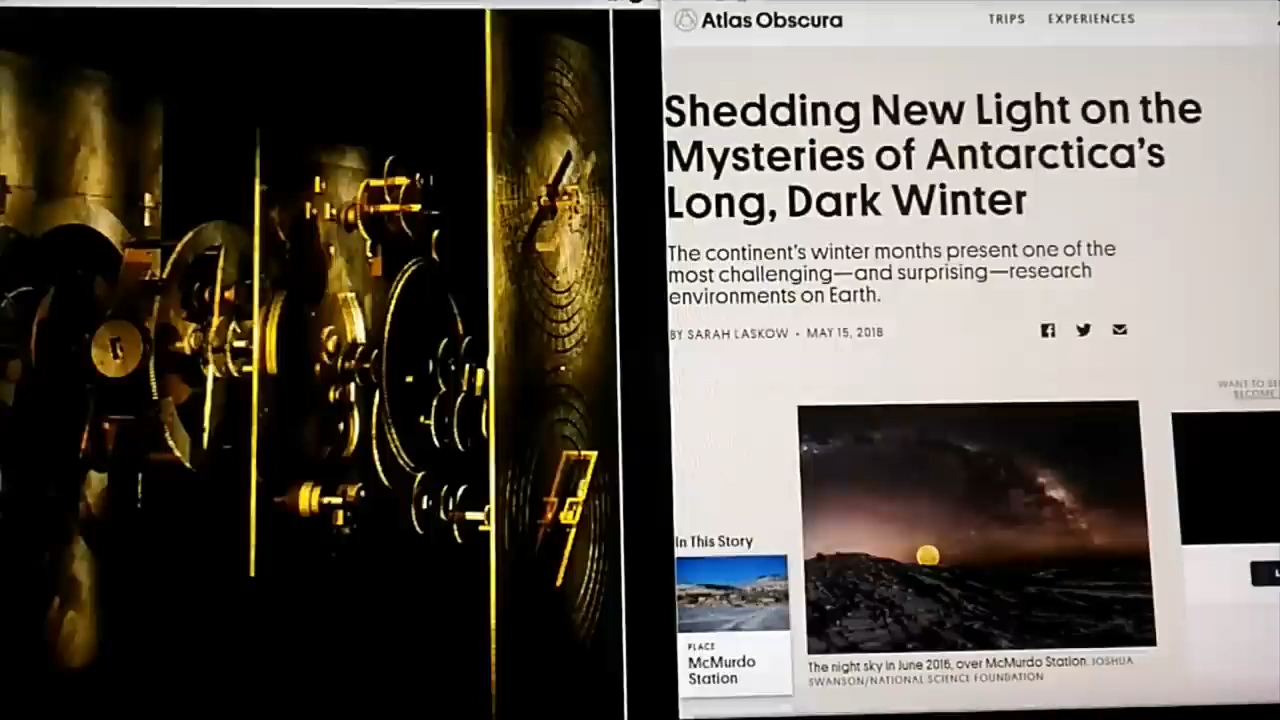 Atlas Obscura
TRIPS EXPERIENCES
Shedding New Light on the
Mysteries of Antarctica's
Long, Dark Winter
The continent's winter months present one of the
most challenging—and surprising—research
environments on Earth.
BY SARAH LASKOW • MAY 15, 2018
WANT TO
BECOME
In This Story
PLACE
McMurdo
Station
The night sky in June 2016, over McMurdo Station. JOSHUA
SWANSON/NATIONAL SCIENCE FOUNDATION